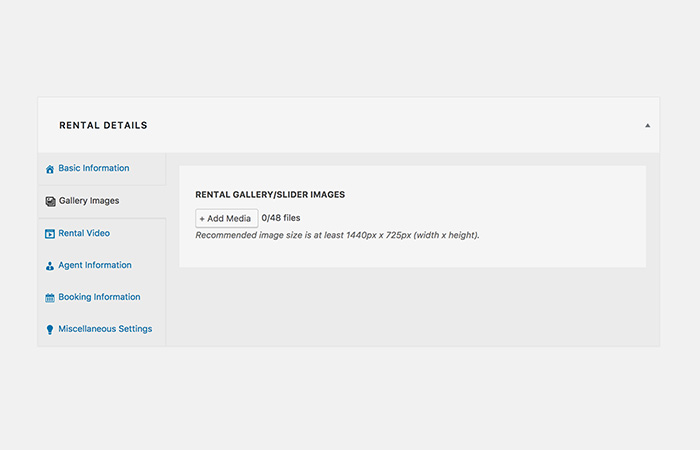 RENTAL DETAILS
Basic Information
Gallery Images
Rental Video
Agent Information
Booking Information
Miscellaneous Settings
RENTAL GALLERY/SLIDER IMAGES
+ Add Media 0/48 files
Recommended image size is at least 1440px x 725px (width x height).